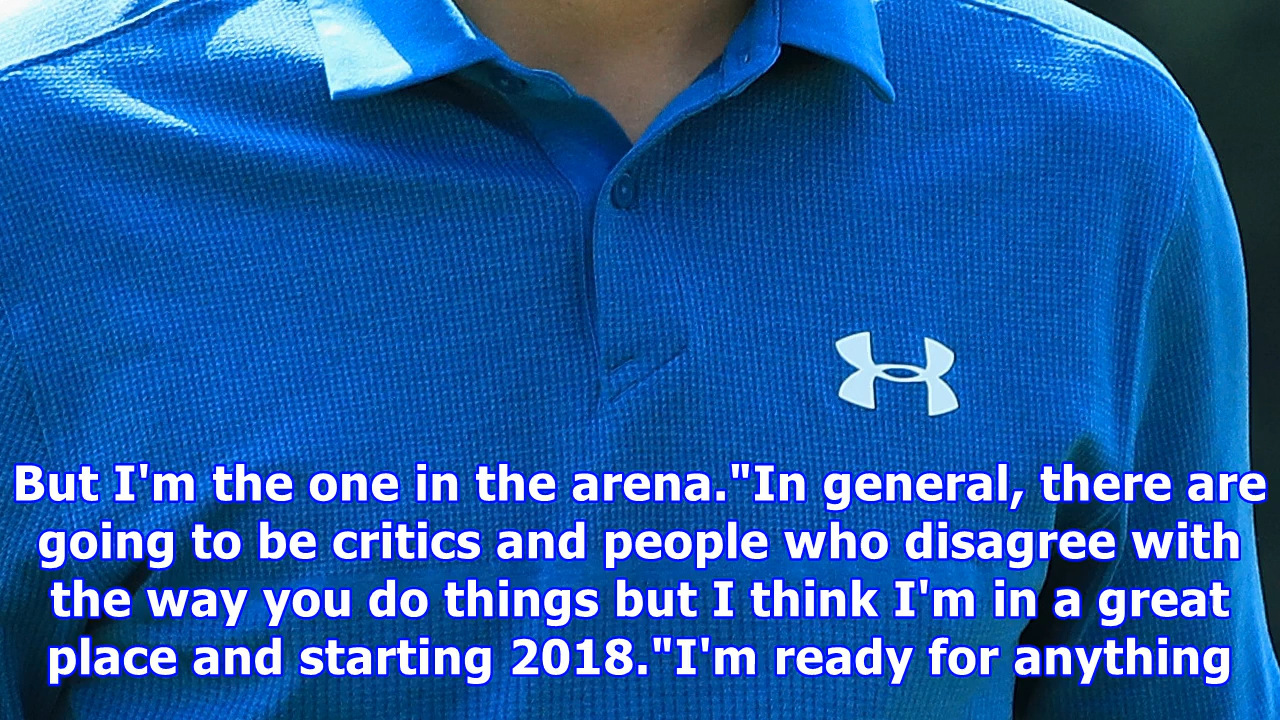 But I'm the one in the arena."In general, there are
going to be critics and people who disagree with
the way you do things but I think I'm in a great
place and starting 2018."I'm ready for anything